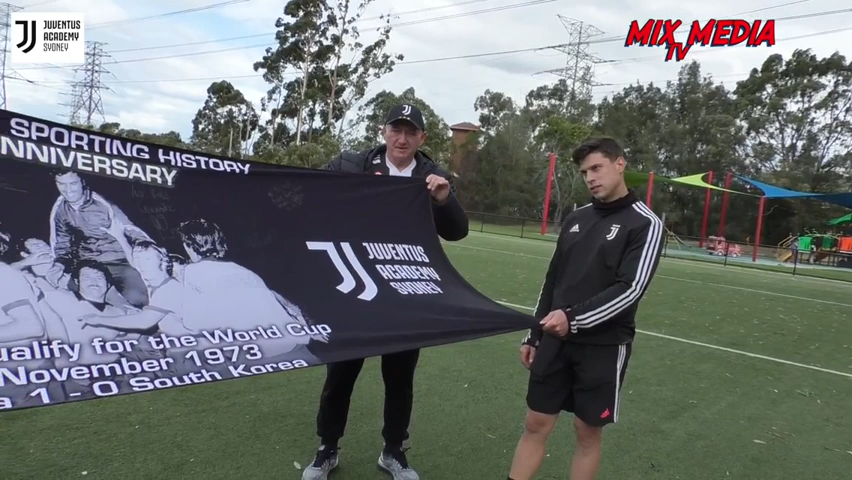 JUVENTUS
ACADEMY
SYDNEY
MIX MEDIA
TV
SPORTING HISTORY
NNIVERSARY
JUVENTUS
ACADEMY
SYDNEY
ualify for the World Cup
November 1973
a 1 - 0 South Korea